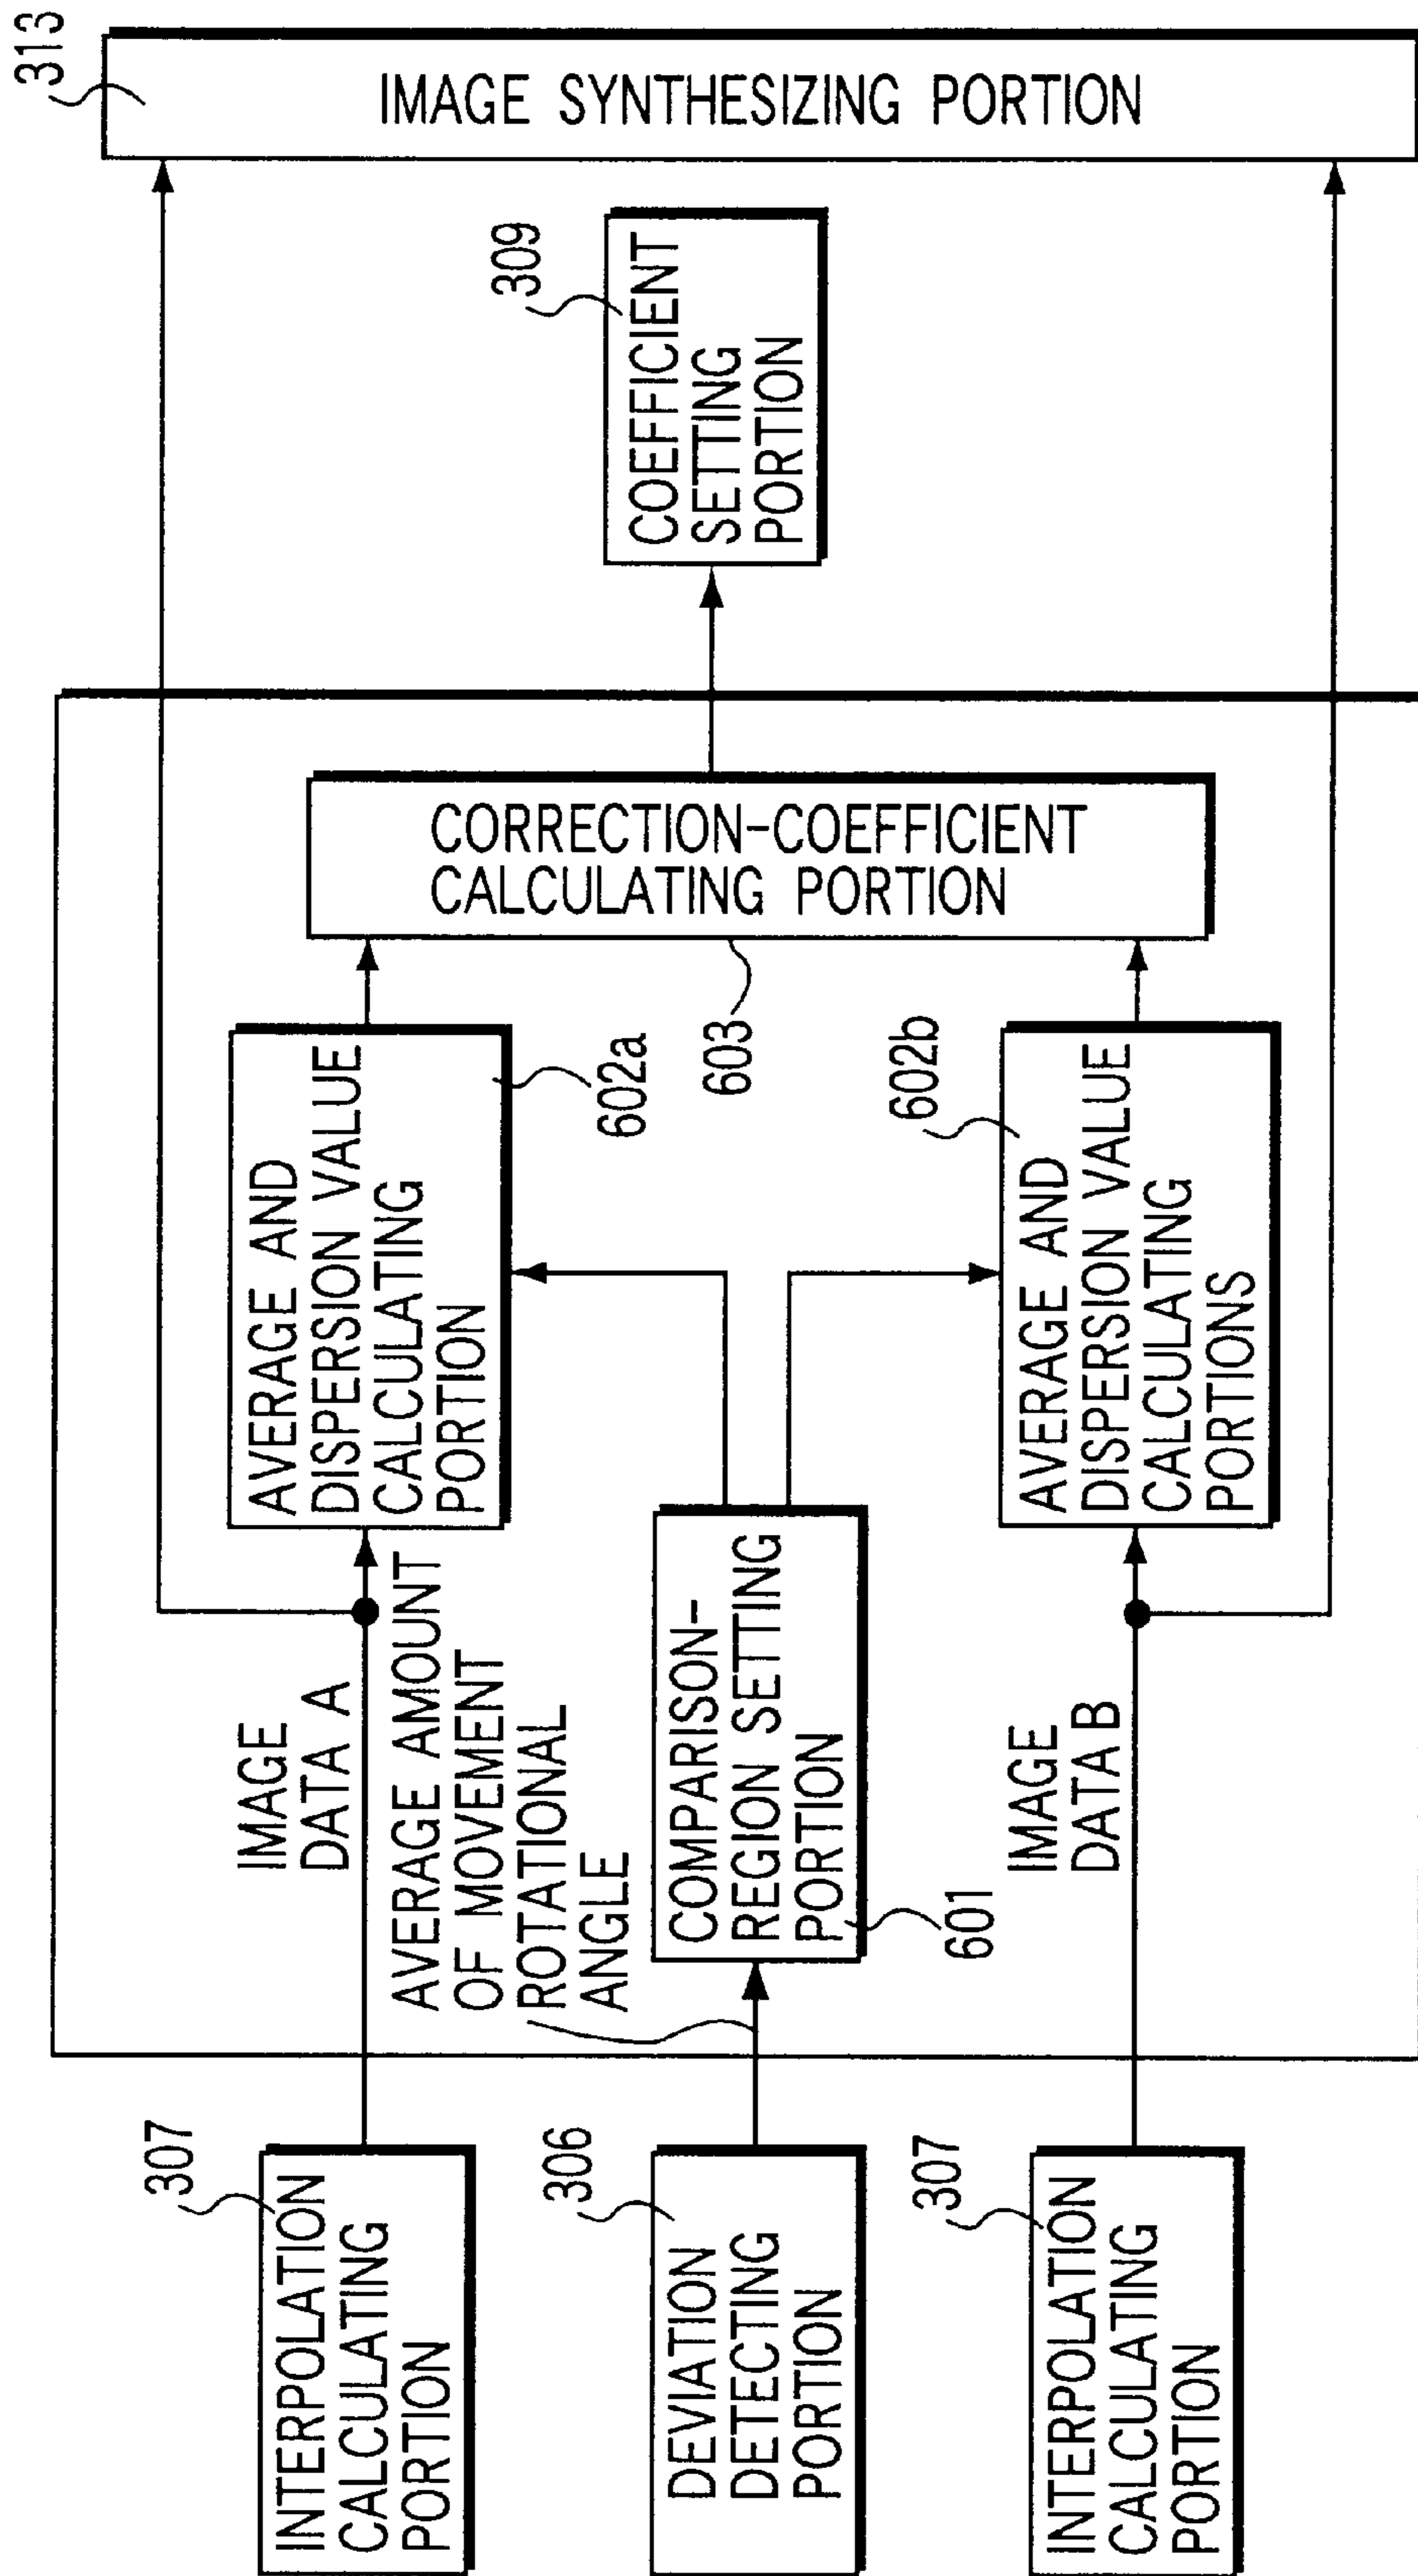 307
INTERPOLATION
CALCULATING
PORTION
306
DEVIATION
DETECTING
PORTION
307
INTERPOLATION
CALCULATING
PORTION
IMAGE
DATA A
AVERAGE AMOUNT
OF MOVEMENT
ROTATIONAL
ANGLE
COMPARISON-
REGION SETTING
PORTION
601
IMAGE
DATA B
AVERAGE AND
DISPERSION VALUE
CALCULATING
PORTION
602a
602b
AVERAGE AND
DISPERSION VALUE
CALCULATING
PORTIONS
CORRECTION-COEFFICIENT
CALCULATING PORTION
603
309
COEFFICIENT
SETTING
PORTION
313
IMAGE SYNTHESIZING PORTION